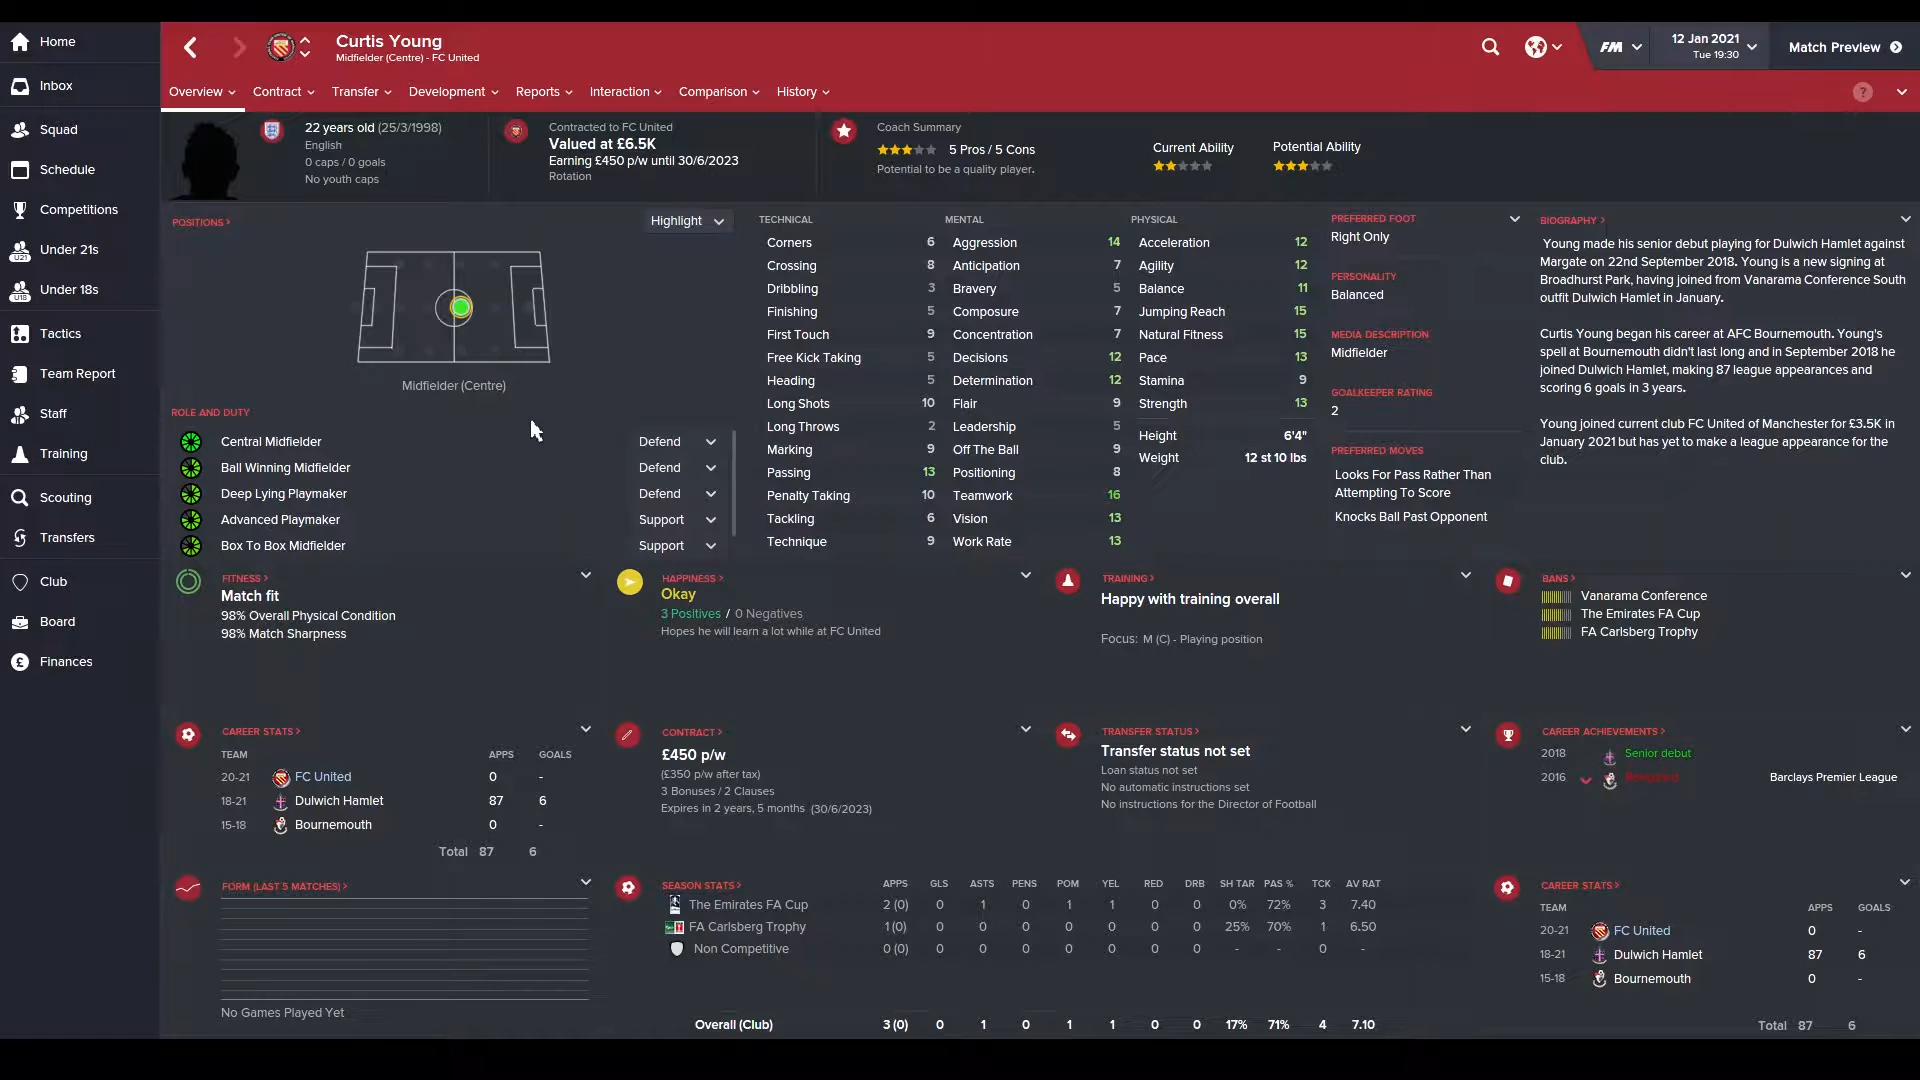 Home
Inbox
Squad
Schedule
Competitions
Under 21s
Under 18s
Tactics
Team Report
Staff
Training
Scouting
Transfers
Club
Board
Finances
Curtis Young
Midfielder (Centre) - FC United
FM
12 Jan 2021
Tue 19:30
Match Preview
Overview Contract Transfer Development Reports Interaction Comparison History
?
22 years old (25/3/1998)
English
0 caps / 0 goals
No youth caps
Contracted to FC United
Valued at £6.5K
Earning £450 p/w until 30/6/2023
Rotation
Coach Summary
5 Pros / 5 Cons
Potential to be a quality player.
Current Ability
Potential Ability
POSITIONS >
Highlight
Midfielder (Centre)
ROLE AND DUTY
Central Midfielder Defend
Ball Winning Midfielder Defend
Deep Lying Playmaker Defend
Advanced Playmaker Support
Box To Box Midfielder Support
TECHNICAL
Corners 6
Crossing 8
Dribbling 3
Finishing 5
First Touch 9
Free Kick Taking 5
Heading 5
Long Shots 10
Long Throws 2
Marking 9
Passing 13
Penalty Taking 10
Tackling 6
Technique 9
MENTAL
Aggression 14
Anticipation 7
Bravery 5
Composure 7
Concentration 7
Decisions 12
Determination 12
Flair 9
Leadership 5
Off The Ball 9
Positioning 8
Teamwork 16
Vision 13
Work Rate 13
PHYSICAL
Acceleration 12
Agility 12
Balance 11
Jumping Reach 15
Natural Fitness 15
Pace 13
Stamina 9
Strength 13
Height 6'4"
Weight 12 st 10 lbs
PREFERRED FOOT
Right Only
PERSONALITY
Balanced
MEDIA DESCRIPTION
Midfielder
GOALKEEPER RATING
2
PREFERRED MOVES
Looks For Pass Rather Than
Attempting To Score
Knocks Ball Past Opponent
BIOGRAPHY >
Young made his senior debut playing for Dulwich Hamlet against
Margate on 22nd September 2018. Young is a new signing at
Broadhurst Park, having joined from Vanarama Conference South
outfit Dulwich Hamlet in January.
Curtis Young began his career at AFC Bournemouth. Young's
spell at Bournemouth didn't last long and in September 2018 he
joined Dulwich Hamlet, making 87 league appearances and
scoring 6 goals in 3 years.
Young joined current club FC United of Manchester for £3.5K in
January 2021 but has yet to make a league appearance for the
club.
FITNESS >
Match fit
98% Overall Physical Condition
98% Match Sharpness
HAPPINESS >
Okay
3 Positives / 0 Negatives
Hopes he will learn a lot while at FC United
TRAINING >
Happy with training overall
Focus: M (C) - Playing position
BANS >
Vanarama Conference
The Emirates FA Cup
FA Carlsberg Trophy
CAREER STATS >
TEAM APPS GOALS
20-21 FC United 0 -
18-21 Dulwich Hamlet 87 6
15-18 Bournemouth 0 -
Total 87 6
CONTRACT >
£450 p/w
(£350 p/w after tax)
3 Bonuses / 2 Clauses
Expires in 2 years, 5 months (30/6/2023)
TRANSFER STATUS >
Transfer status not set
Loan status not set
No automatic instructions set
No instructions for the Director of Football
CAREER ACHIEVEMENTS >
2018 Senior debut
2016 Barclays Premier League
FORM (LAST 5 MATCHES) >
No Games Played Yet
SEASON STATS > APPS GLS ASTS PENS POM YEL RED DRB SH TAR PAS % TCK AV RAT
The Emirates FA Cup 2 (0) 0 1 0 1 1 0 0 0% 72% 3 7.40
FA Carlsberg Trophy 1 (0) 0 0 0 0 0 0 0 25% 70% 1 6.50
Non Competitive 0 (0) 0 0 0 0 0 0 0 - - 0 -
Overall (Club) 3 (0) 0 1 0 1 1 0 0 17% 71% 4 7.10
CAREER STATS >
TEAM APPS GOALS
20-21 FC United 0 -
18-21 Dulwich Hamlet 87 6
15-18 Bournemouth 0 -
Total 87 6